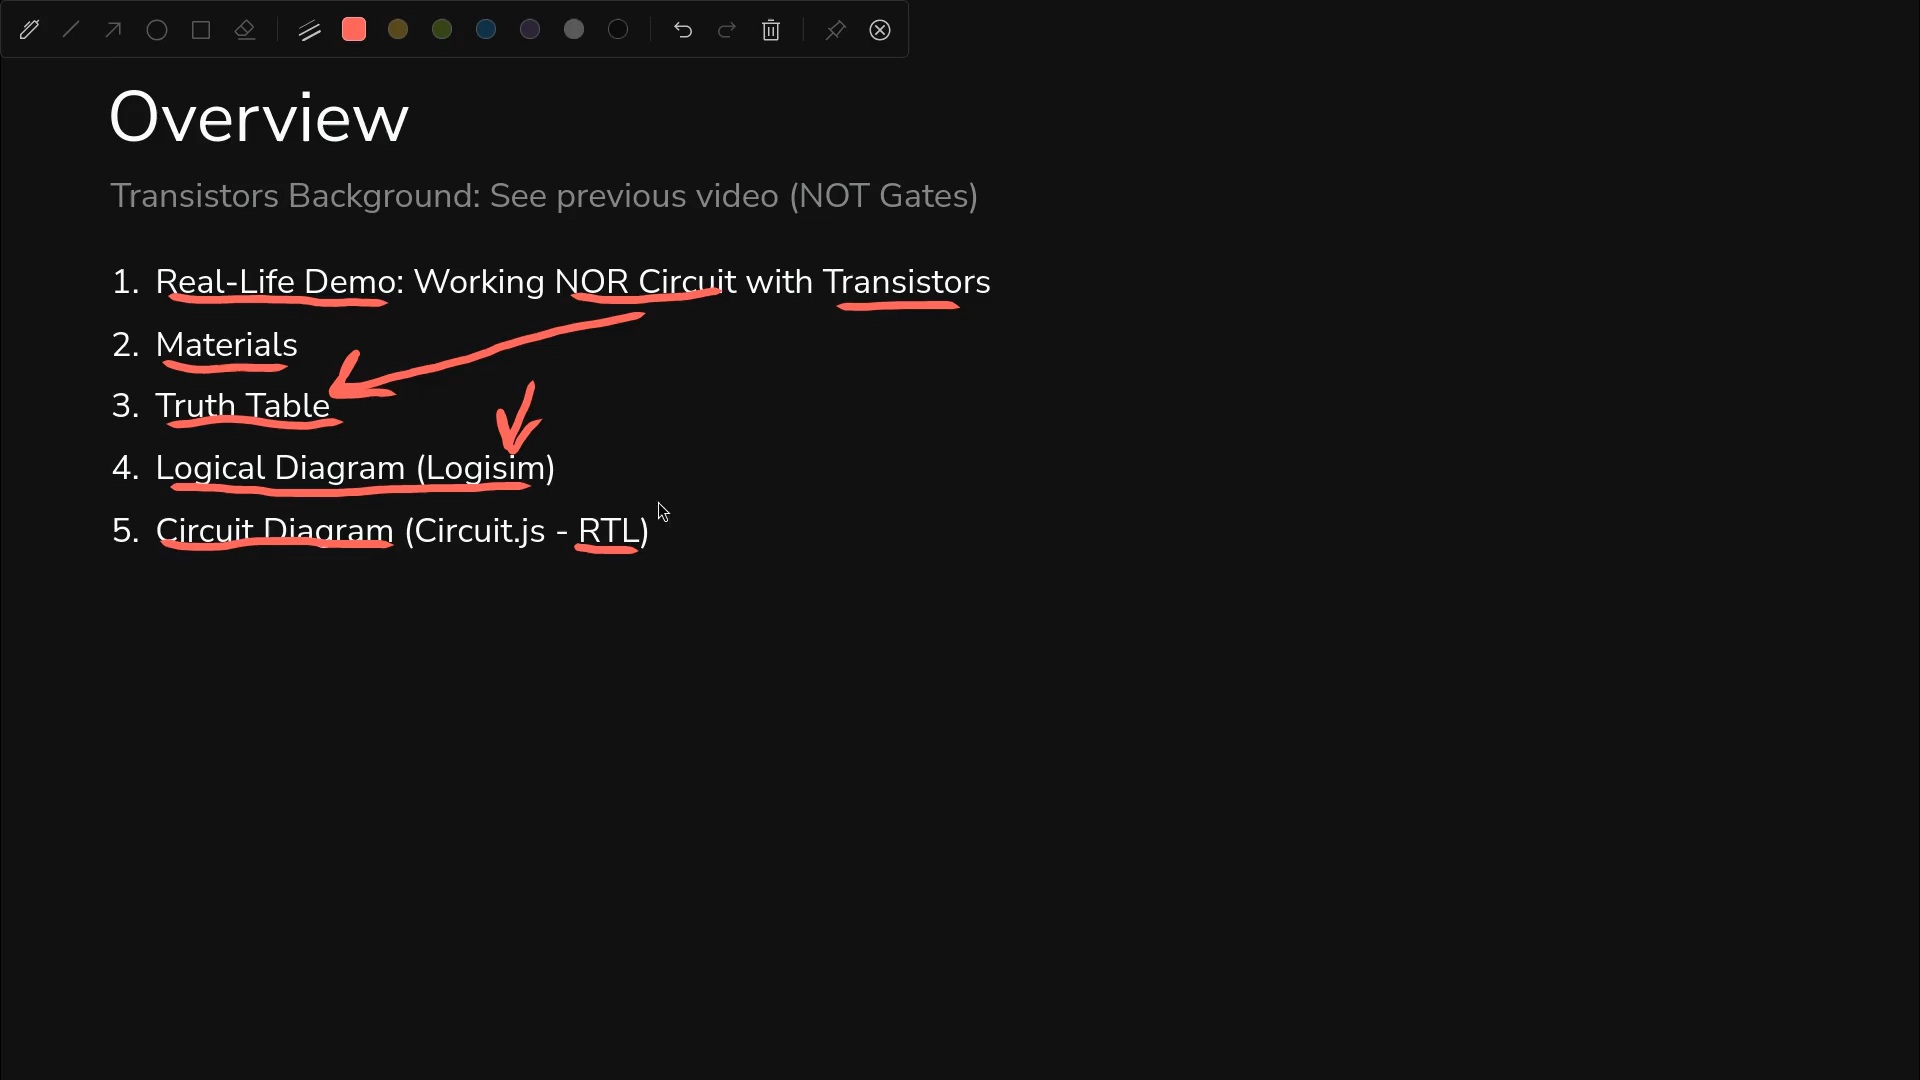 Overview
Transistors Background: See previous video (NOT Gates)
1. Real-Life Demo: Working NOR Circuit with Transistors
2. Materials
3. Truth Table
4. Logical Diagram (Logisim)
5. Circuit Diagram (Circuit.js - RTL)